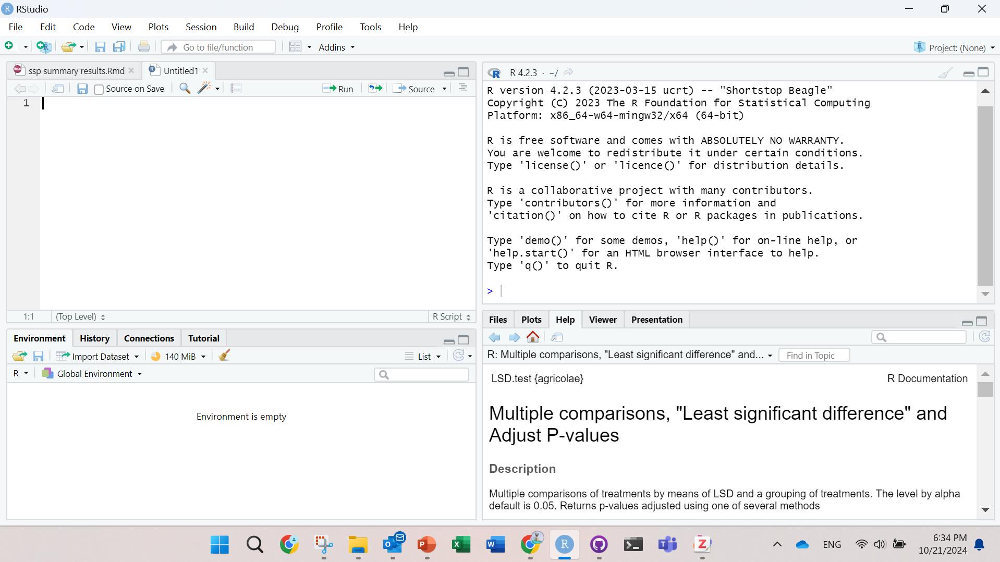 RStudio
File Edit Code View Plots Session Build Debug Profile Tools Help
Go to file/function Addins Project: (None)
ssp summary results.Rmd Untitled1
Source on Save Run Source
1
1:1 (Top Level) R Script
Environment History Connections Tutorial
Import Dataset 140 MiB List
R Global Environment
Environment is empty
R 4.2.3 · ~/
R version 4.2.3 (2023-03-15 ucrt) -- "Shortstop Beagle"
Copyright (C) 2023 The R Foundation for Statistical Computing
Platform: x86_64-w64-mingw32/x64 (64-bit)
R is free software and comes with ABSOLUTELY NO WARRANTY.
You are welcome to redistribute it under certain conditions.
Type 'license()' or 'licence()' for distribution details.
R is a collaborative project with many contributors.
Type 'contributors()' for more information and
'citation()' on how to cite R or R packages in publications.
Type 'demo()' for some demos, 'help()' for on-line help, or
'help.start()' for an HTML browser interface to help.
Type 'q()' to quit R.
>
Files Plots Help Viewer Presentation
R: Multiple comparisons, "Least significant difference" and... Find in Topic
LSD.test {agricolae} R Documentation
Multiple comparisons, "Least significant difference" and
Adjust P-values
Description
Multiple comparisons of treatments by means of LSD and a grouping of treatments. The level by alpha
default is 0.05. Returns p-values adjusted using one of several methods
ENG
6:34 PM
10/21/2024